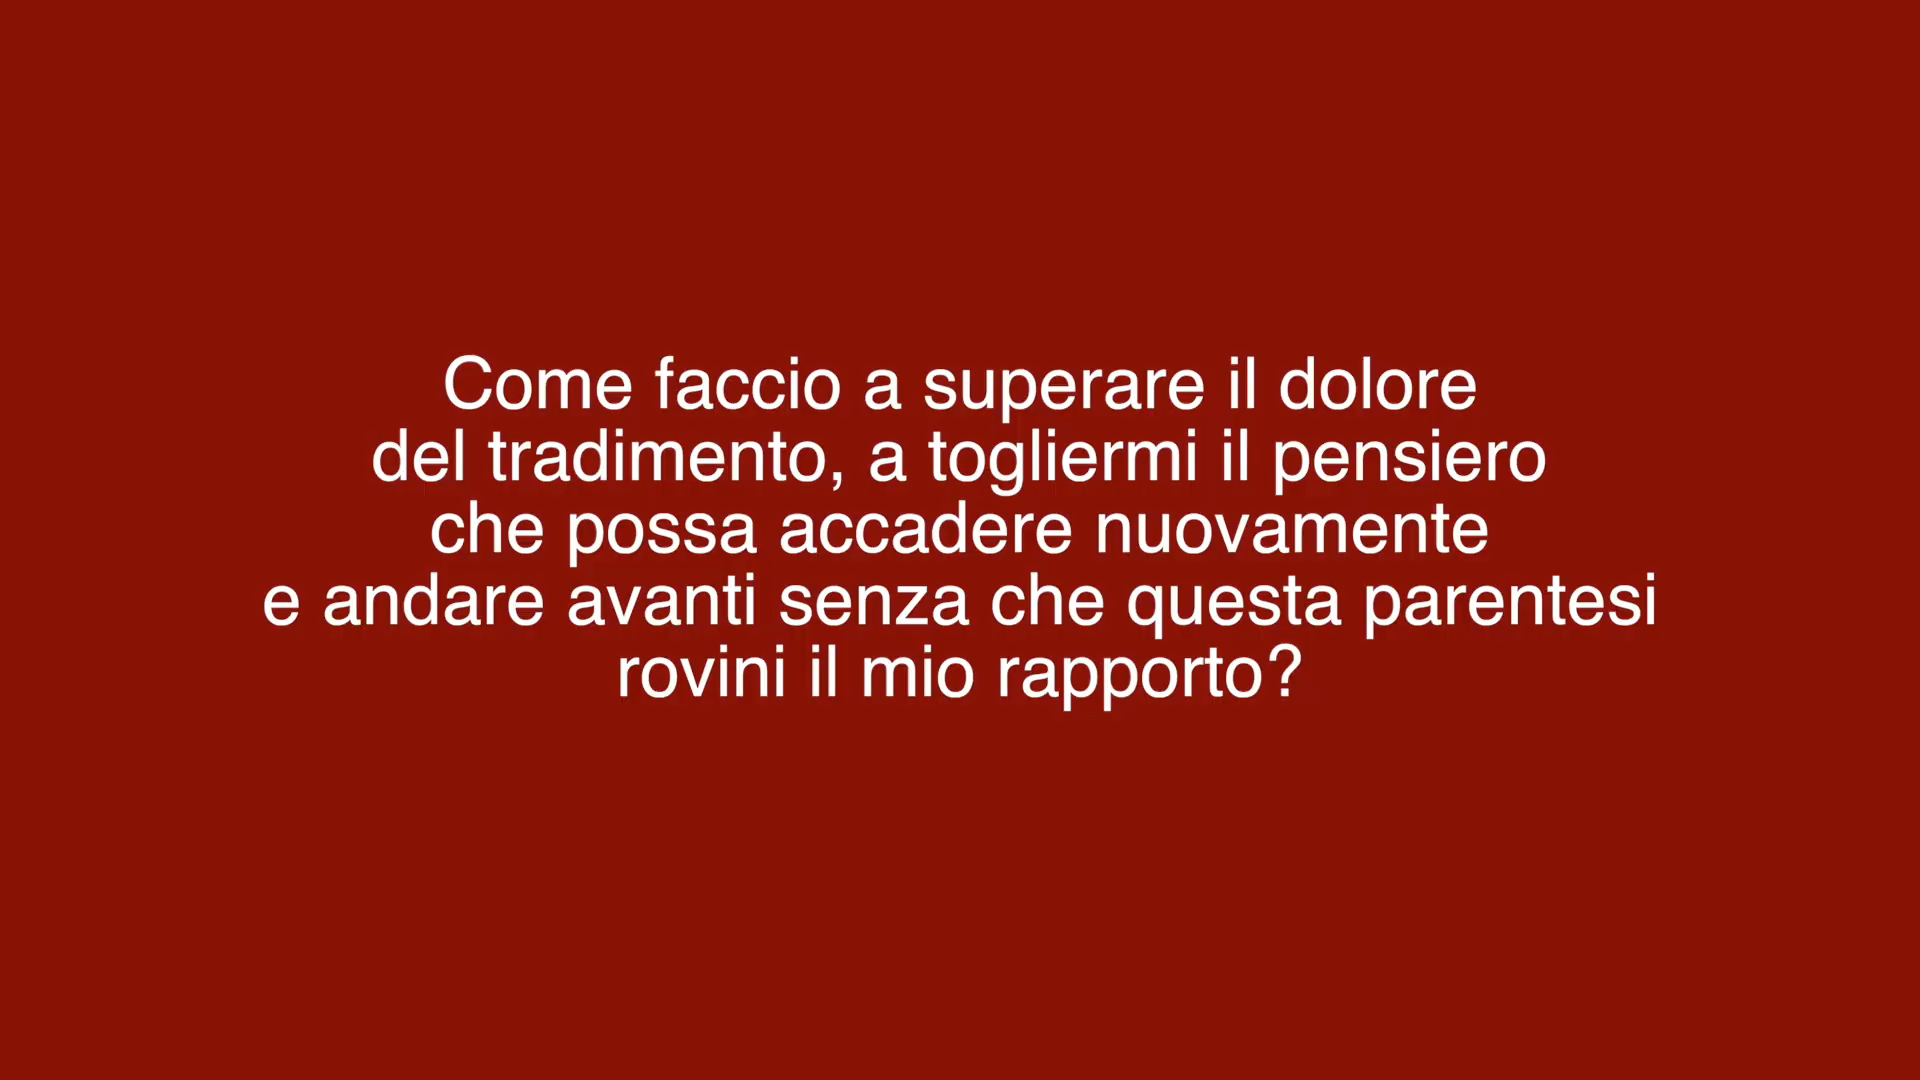 Come faccio a superare il dolore
del tradimento, a togliermi il pensiero
che possa accadere nuovamente
e andare avanti senza che questa parentesi
rovini il mio rapporto?